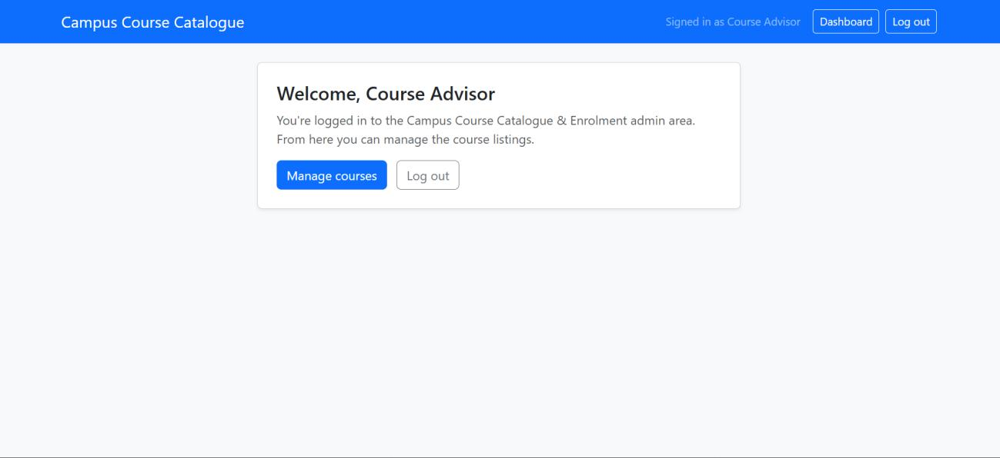 Campus Course Catalogue
Signed in as Course Advisor
Dashboard
Log out
Welcome, Course Advisor
You're logged in to the Campus Course Catalogue & Enrolment admin area.
From here you can manage the course listings.
Manage courses
Log out